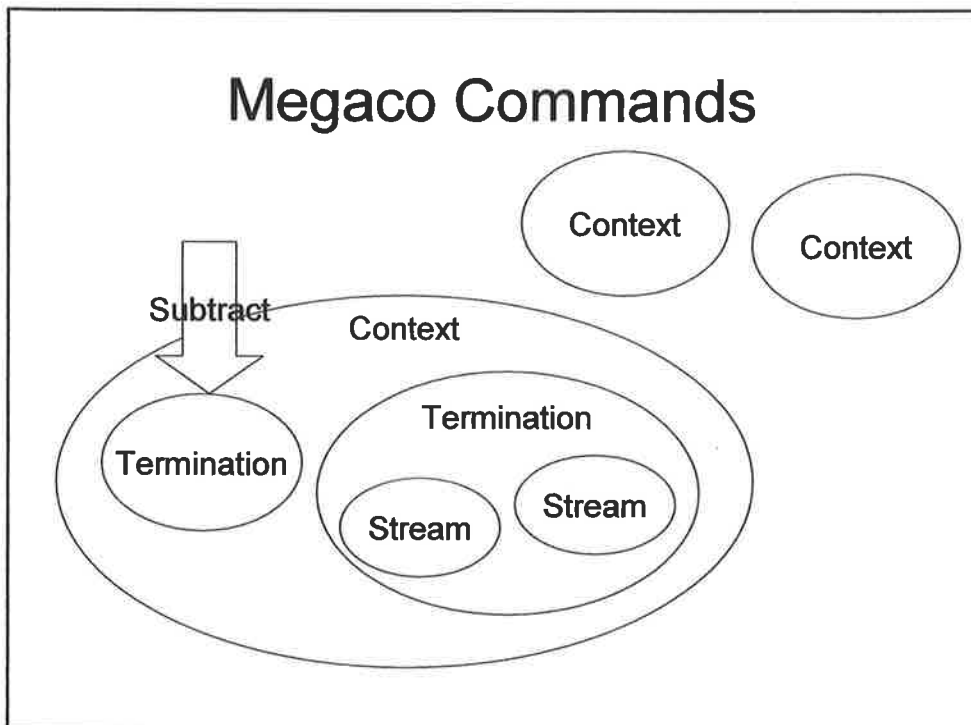 Megaco Commands
Context
Context
Subtract
Context
Termination
Termination
Stream
Stream